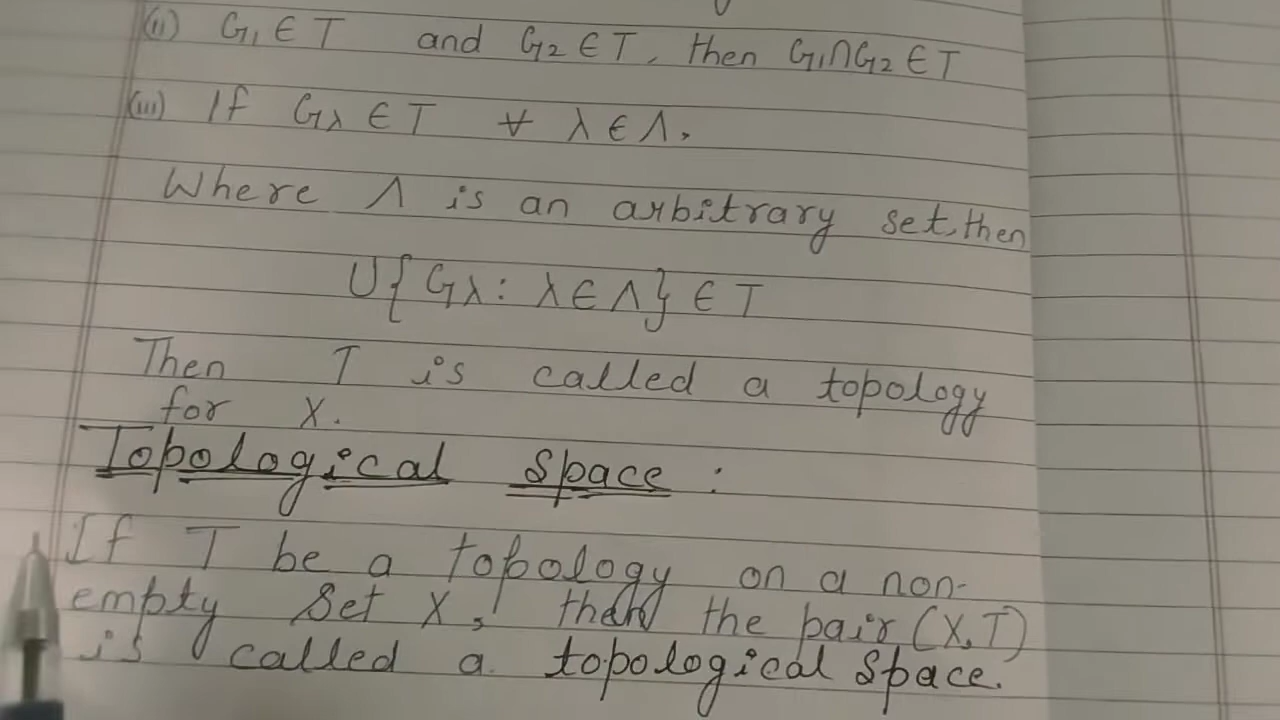 (ii) G₁ ∈ T and G₂ ∈ T, then G₁∩G₂ ∈ T
(iii) If Gλ ∈ T ∀ λ ∈ Λ,
Where Λ is an arbitrary set, then
U{Gλ : λ ∈ Λ} ∈ T
Then T is called a topology
for X.
Topological Space :
If T be a topology on a non-
empty Set X, then the pair (X,T)
is called a topological Space.